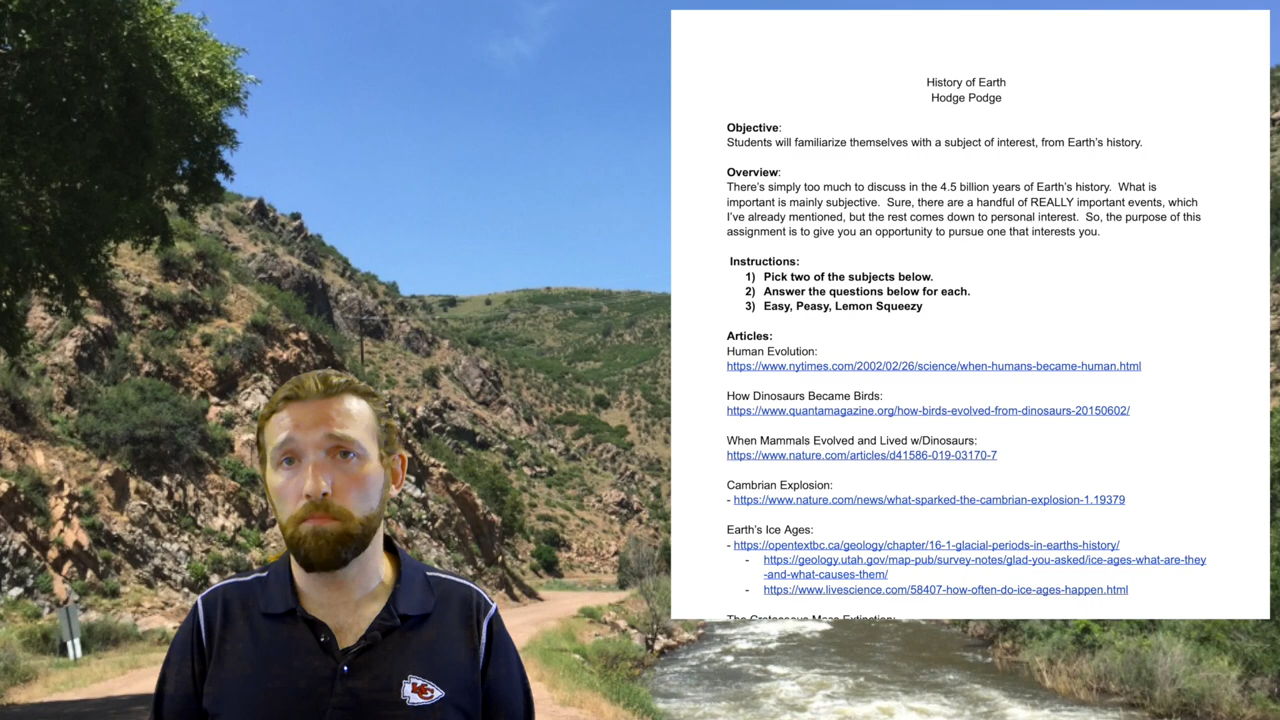 History of Earth
Hodge Podge
Objective:
Students will familiarize themselves with a subject of interest, from Earth's history.
Overview:
There's simply too much to discuss in the 4.5 billion years of Earth's history.  What is
important is mainly subjective.  Sure, there are a handful of REALLY important events, which
I've already mentioned, but the rest comes down to personal interest.  So, the purpose of this
assignment is to give you an opportunity to pursue one that interests you.
Instructions:
1) Pick two of the subjects below.
2) Answer the questions below for each.
3) Easy, Peasy, Lemon Squeezy
Articles:
Human Evolution:
https://www.nytimes.com/2002/02/26/science/when-humans-became-human.html
How Dinosaurs Became Birds:
https://www.quantamagazine.org/how-birds-evolved-from-dinosaurs-20150602/
When Mammals Evolved and Lived w/Dinosaurs:
https://www.nature.com/articles/d41586-019-03170-7
Cambrian Explosion:
- https://www.nature.com/news/what-sparked-the-cambrian-explosion-1.19379
Earth's Ice Ages:
- https://opentextbc.ca/geology/chapter/16-1-glacial-periods-in-earths-history/
- https://geology.utah.gov/map-pub/survey-notes/glad-you-asked/ice-ages-what-are-they
-and-what-causes-them/
- https://www.livescience.com/58407-how-often-do-ice-ages-happen.html
The Cretaceous Mass Extinction:
KC